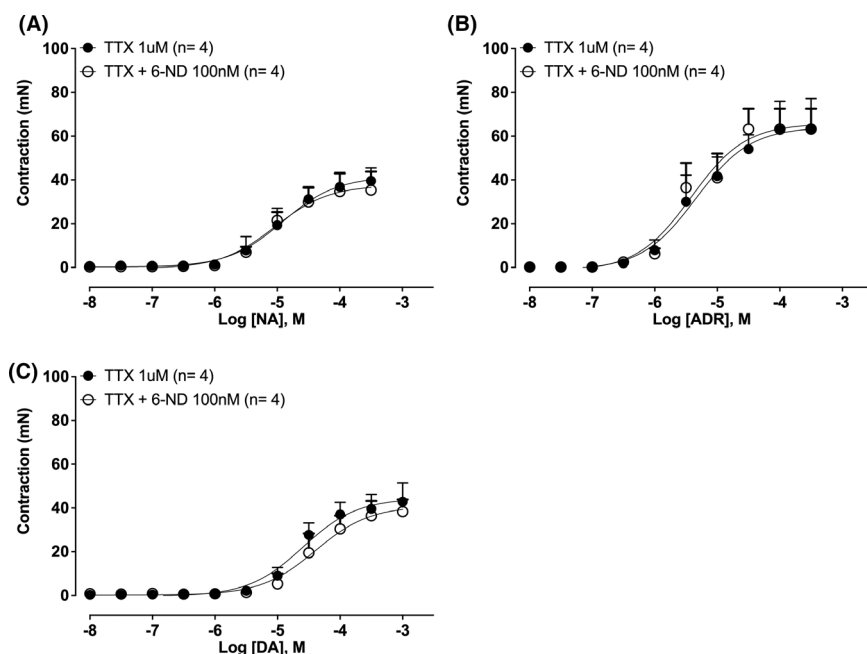 (A)
TTX 1uM (n= 4)
TTX + 6-ND 100nM (n= 4)
Contraction (mN)
100
80
60
40
20
0
-8 -7 -6 -5 -4 -3
Log [NA], M
(B)
TTX 1uM (n= 4)
TTX + 6-ND 100nM (n= 4)
Contraction (mN)
100
80
60
40
20
0
-8 -7 -6 -5 -4 -3
Log [ADR], M
(C)
TTX 1uM (n= 4)
TTX + 6-ND 100nM (n= 4)
Contraction (mN)
100
80
60
40
20
0
-8 -7 -6 -5 -4 -3
Log [DA], M